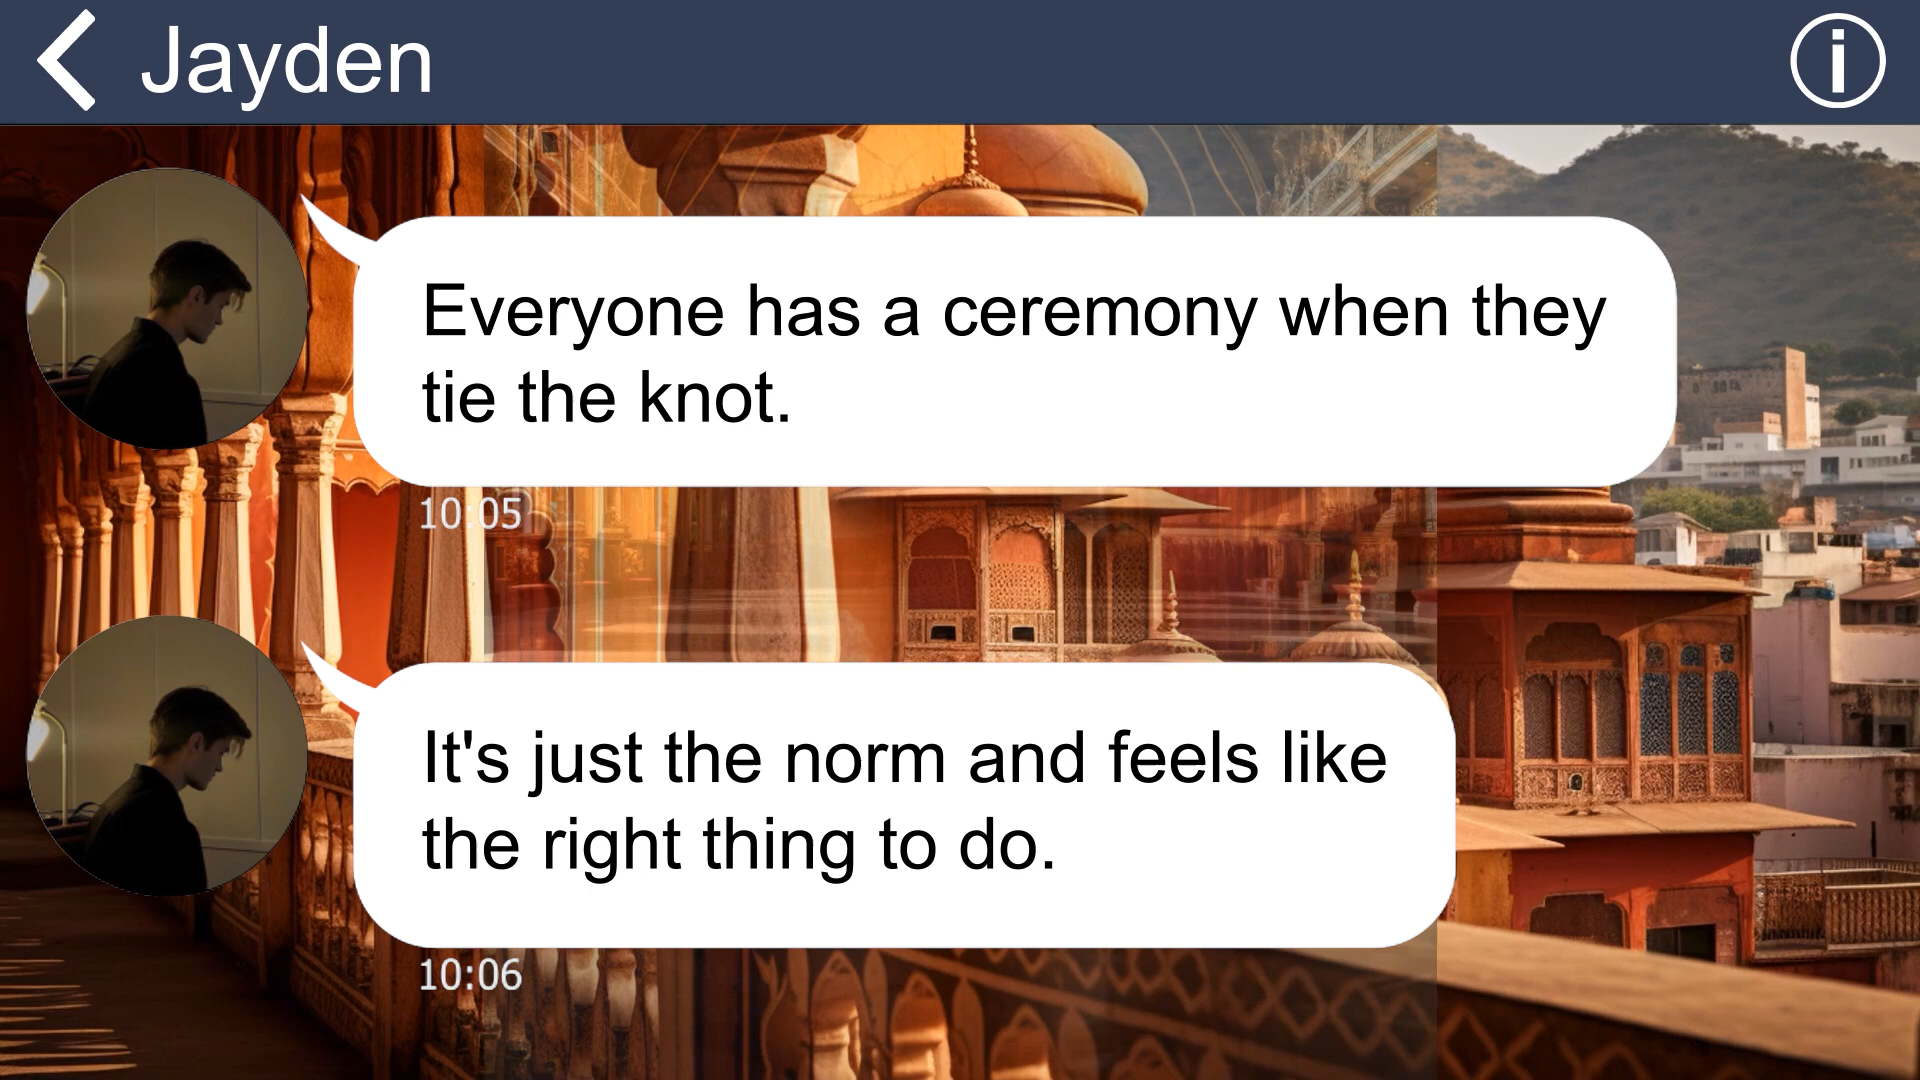 Jayden
Everyone has a ceremony when they
tie the knot.
10:05
It's just the norm and feels like
the right thing to do.
10:06